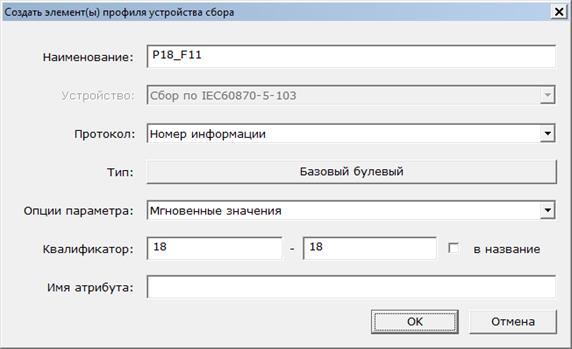 Создать элемент(ы) профиля устройства сбора
Наименование: P18_F11
Устройство: Сбор по IEC60870-5-103
Протокол: Номер информации
Тип: Базовый булевый
Опции параметра: Мгновенные значения
Квалификатор: 18 - 18 в название
Имя атрибута:
OK Отмена